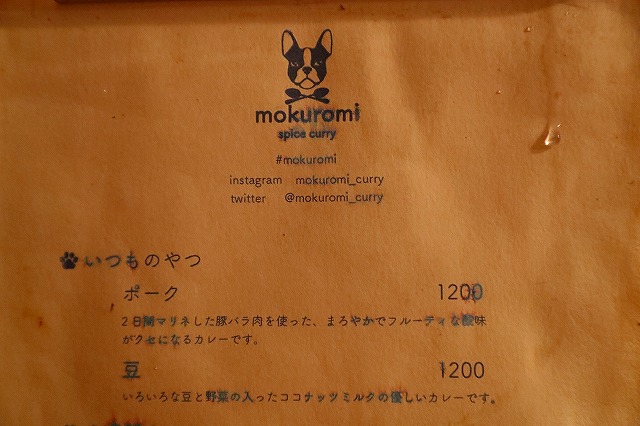 mokuromi
spice curry
#mokuromi
instagram mokuromi_curry
twitter @mokuromi_curry
いつものやつ
ポーク 1200
2日間マリネした豚バラ肉を使った、まろやかでフルーティな酸味
がクセになるカレーです。
豆 1200
いろいろな豆と野菜の入ったココナッツミルクの優しいカレーです。